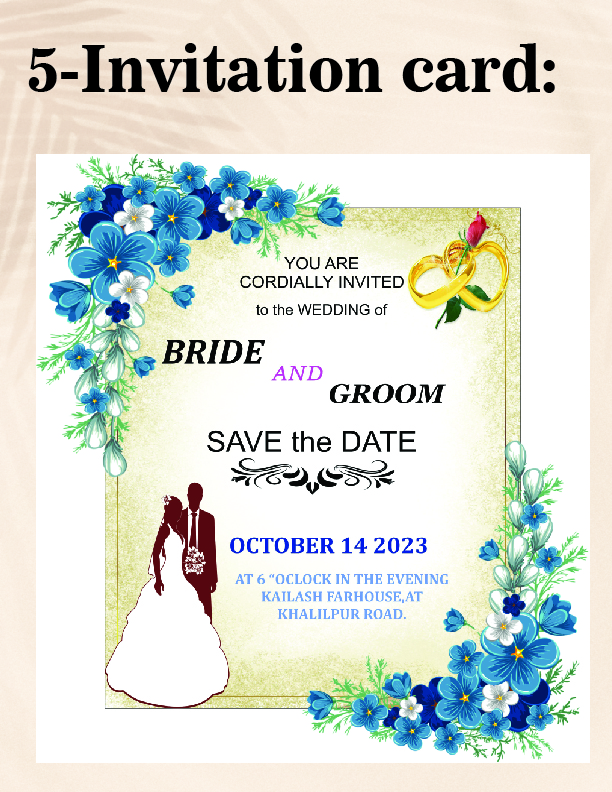 5-Invitation card:
YOU ARE
CORDIALLY INVITED
to the WEDDING of
BRIDE
AND
GROOM
SAVE the DATE
OCTOBER 14 2023
AT 6 “OCLOCK IN THE EVENING
KAILASH FARHOUSE,AT
KHALILPUR ROAD.